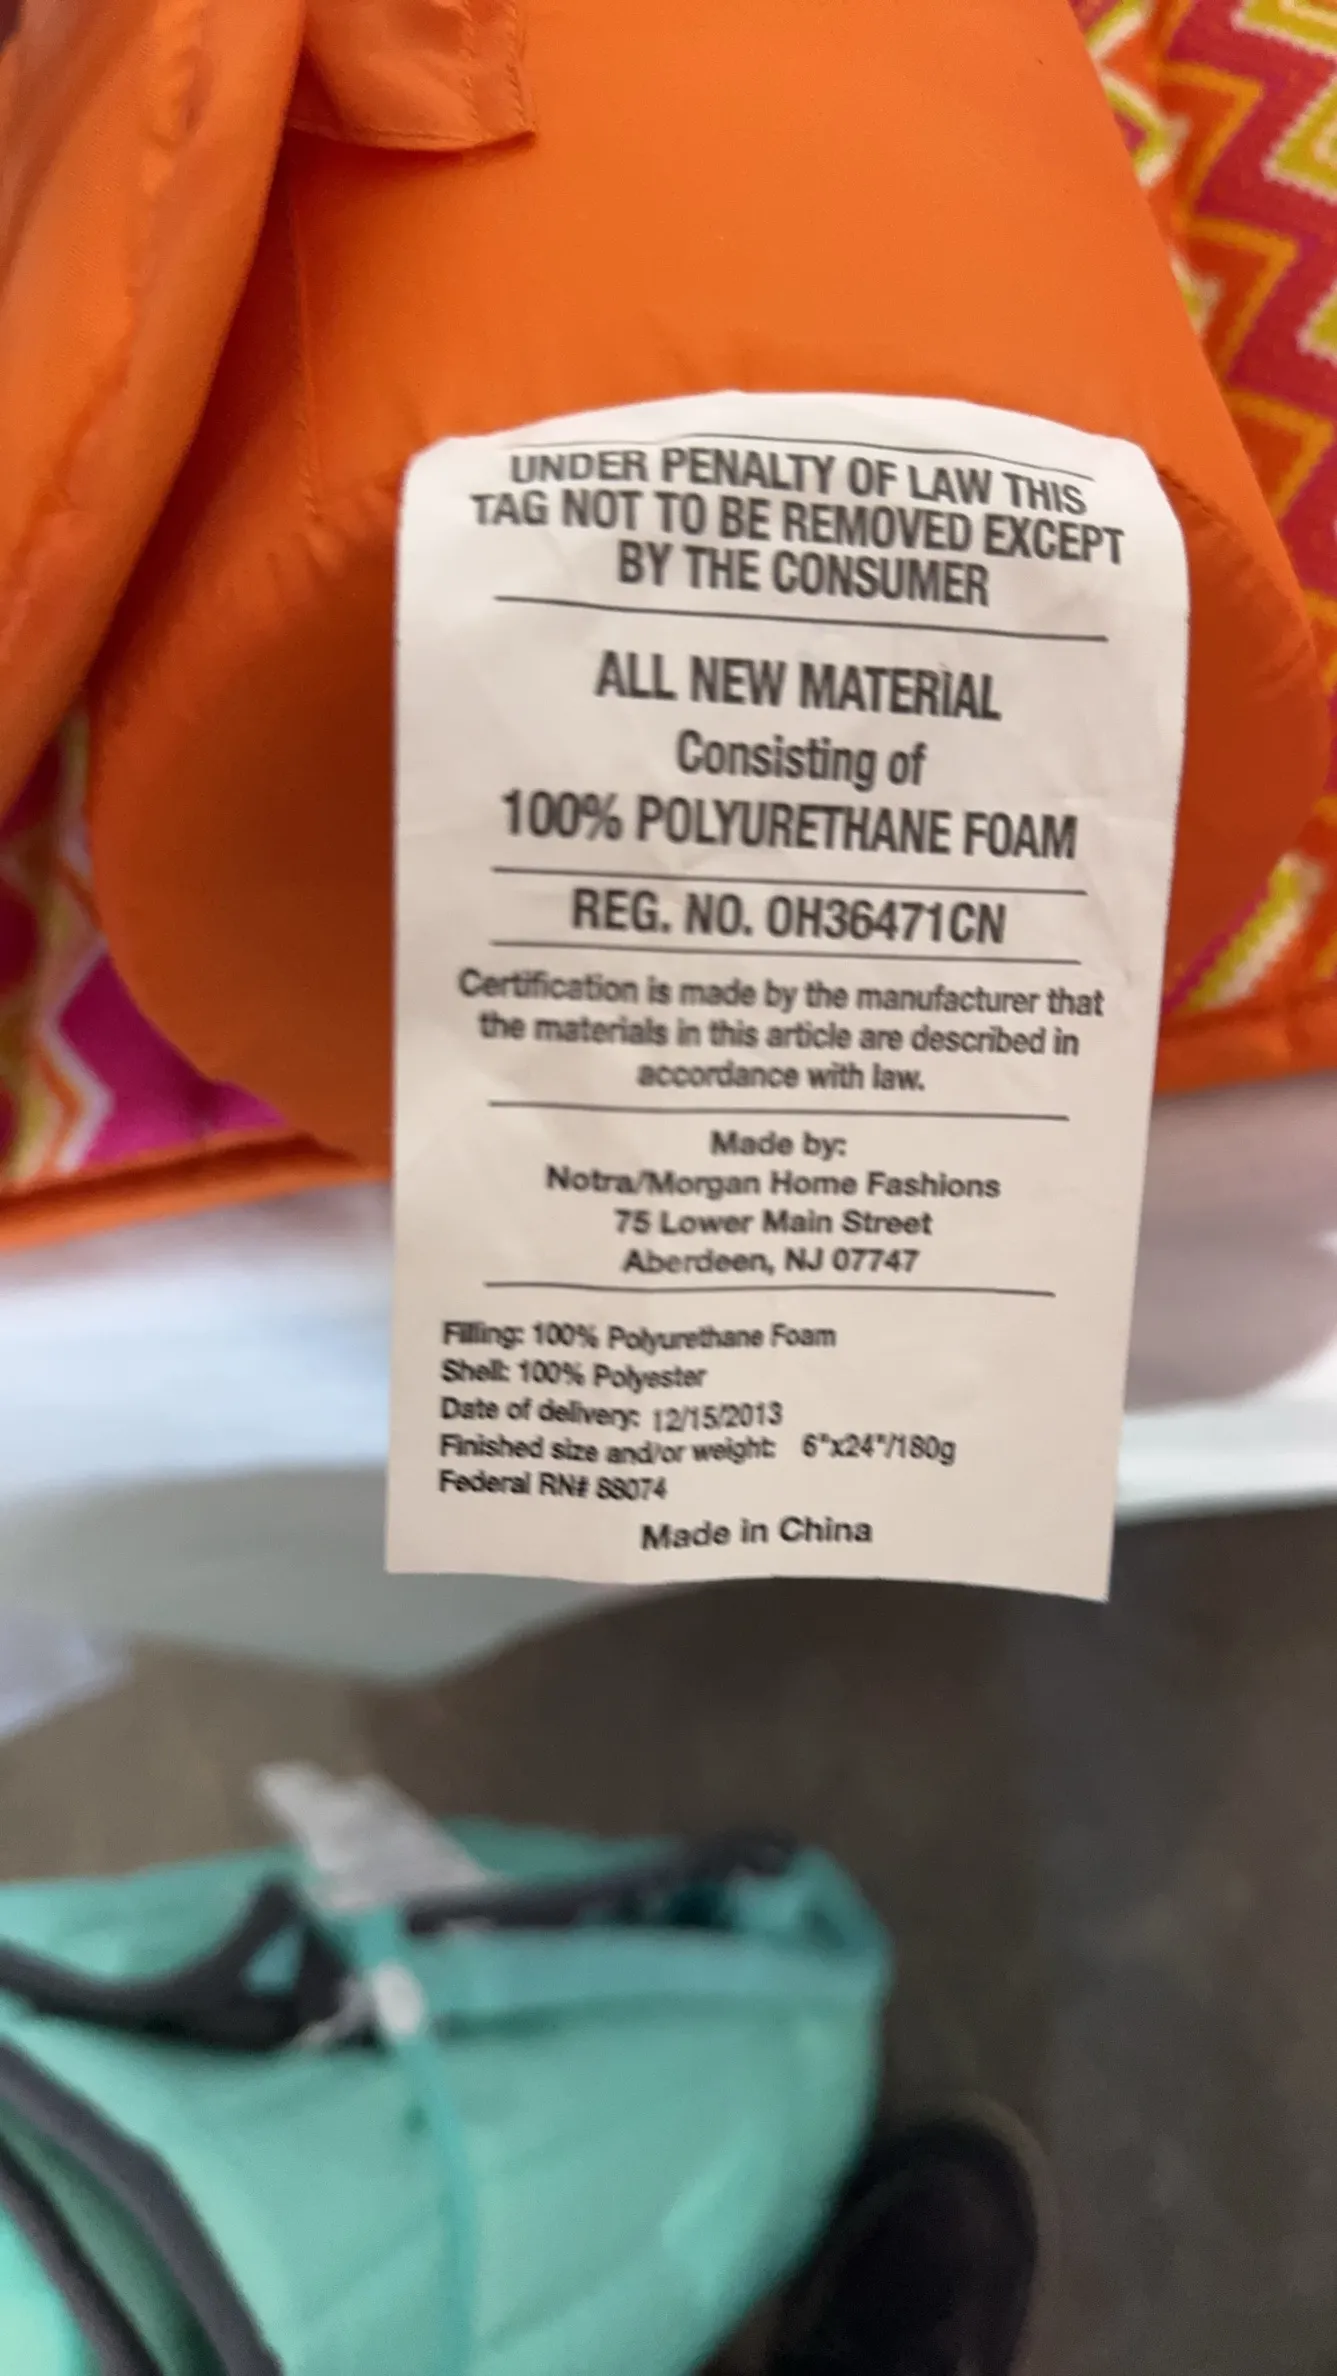 UNDER PENALTY OF LAW THIS
TAG NOT TO BE REMOVED EXCEPT
BY THE CONSUMER
ALL NEW MATERIAL
Consisting of
100% POLYURETHANE FOAM
REG. NO. OH36471CN
Certification is made by the manufacturer that
the materials in this article are described in
accordance with law.
Made by:
Notra/Morgan Home Fashions
75 Lower Main Street
Aberdeen, NJ 07747
Filling: 100% Polyurethane Foam
Shell: 100% Polyester
Date of delivery: 12/15/2013
Finished size and/or weight: 6"x24"/180g
Federal RN# 88074
Made in China